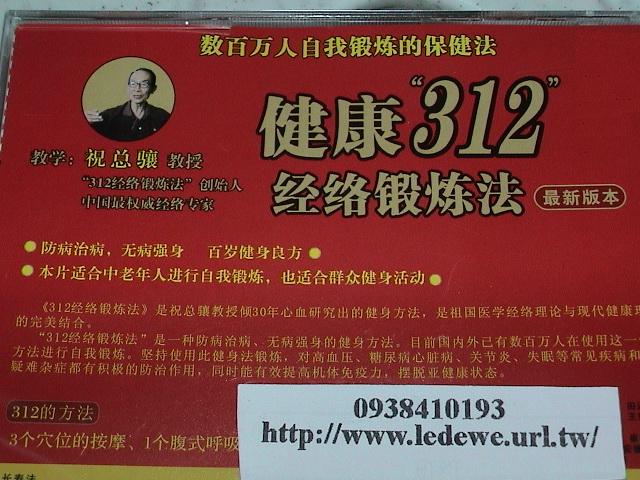 数百万人自我锻炼的保健法
健康“312”
教学：祝总骧 教授
“312经络锻炼法”创始人
中国最权威经络专家
经络锻炼法 最新版本
防病治病，无病强身 百岁健身良方
本片适合中老年人进行自我锻炼，也适合群众健身活动
《312经络锻炼法》是祝总骧教授倾30年心血研究出的健身方法，是祖国医学经络理论与现代健康理
的完美结合。
“312经络锻炼法”是一种防病治病、无病强身的健身方法。目前国内外已有数百万人在使用这一
方法进行自我锻炼。坚持使用此健身法锻炼，对高血压、糖尿病心脏病、关节炎、失眠等常见疾病和
疑难杂症都有积极的防治作用，同时能有效提高机体免疫力，摆脱亚健康状态。
312的方法
3个穴位的按摩、1个腹式呼吸
0938410193
http://www.ledewe.url.tw/
长寿法